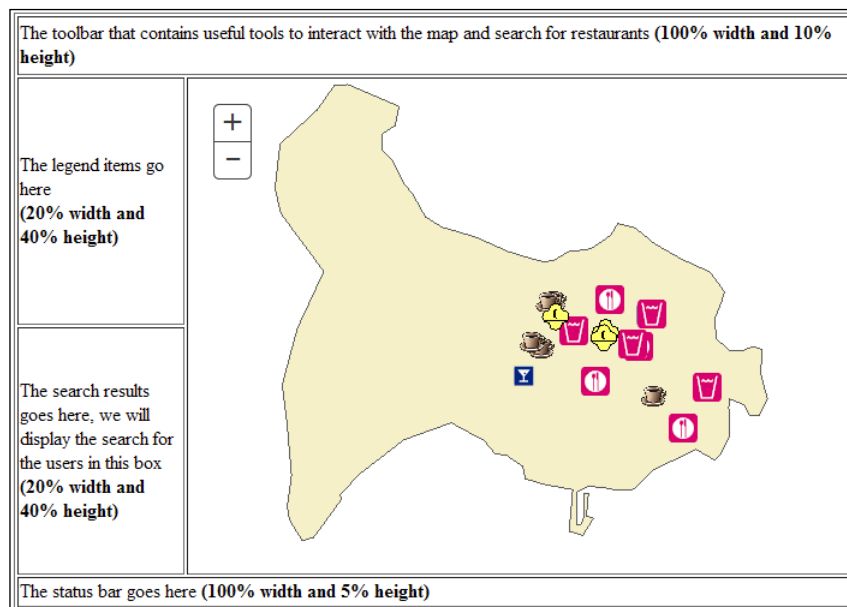 The toolbar that contains useful tools to interact with the map and search for restaurants (100% width and 10%
height)
+
−
The legend items go
here
(20% width and
40% height)
The search results
goes here, we will
display the search for
the users in this box
(20% width and
40% height)
The status bar goes here (100% width and 5% height)